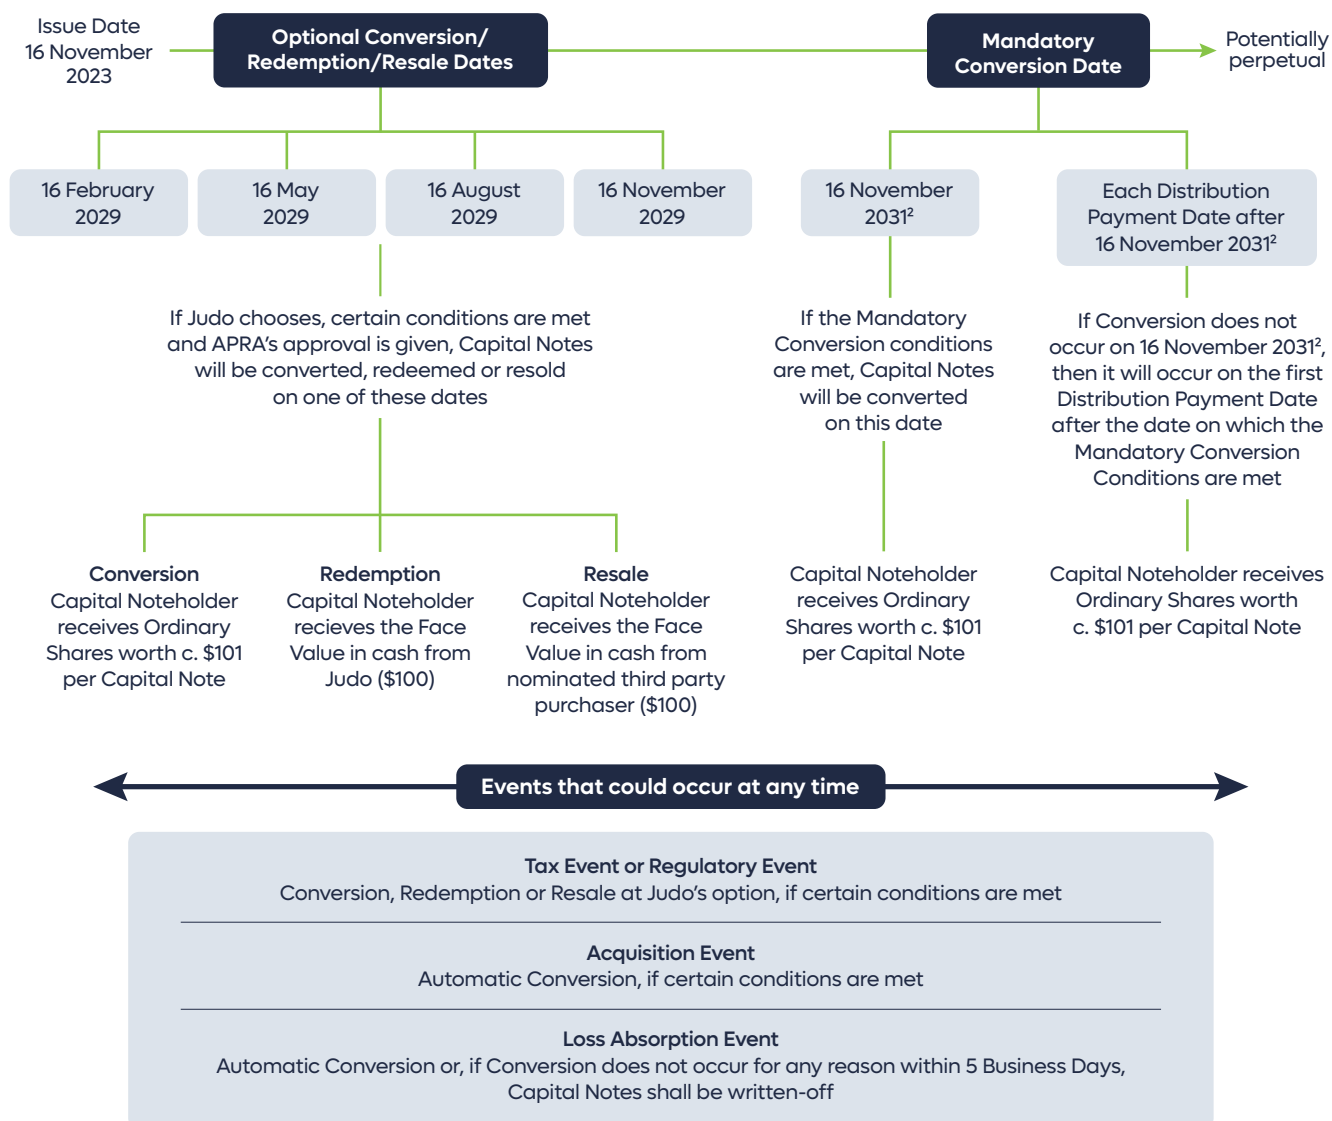 Issue Date
16 November
2023
Optional Conversion/
Redemption/Resale Dates
Mandatory
Conversion Date
Potentially
perpetual
16 February
2029
16 May
2029
16 August
2029
16 November
2029
16 November
2031²
Each Distribution
Payment Date after
16 November 2031²
If Judo chooses, certain conditions are met
and APRA's approval is given, Capital Notes
will be converted, redeemed or resold
on one of these dates
If the Mandatory
Conversion conditions
are met, Capital Notes
will be converted
on this date
If Conversion does not
occur on 16 November 2031²,
then it will occur on the first
Distribution Payment Date
after the date on which the
Mandatory Conversion
Conditions are met
Conversion
Capital Noteholder
receives Ordinary
Shares worth c. $101
per Capital Note
Redemption
Capital Noteholder
recieves the Face
Value in cash from
Judo ($100)
Resale
Capital Noteholder
receives the Face
Value in cash from
nominated third party
purchaser ($100)
Capital Noteholder
receives Ordinary
Shares worth c. $101
per Capital Note
Capital Noteholder receives
Ordinary Shares worth
c. $101 per Capital Note
Events that could occur at any time
Tax Event or Regulatory Event
Conversion, Redemption or Resale at Judo's option, if certain conditions are met
Acquisition Event
Automatic Conversion, if certain conditions are met
Loss Absorption Event
Automatic Conversion or, if Conversion does not occur for any reason within 5 Business Days,
Capital Notes shall be written-off